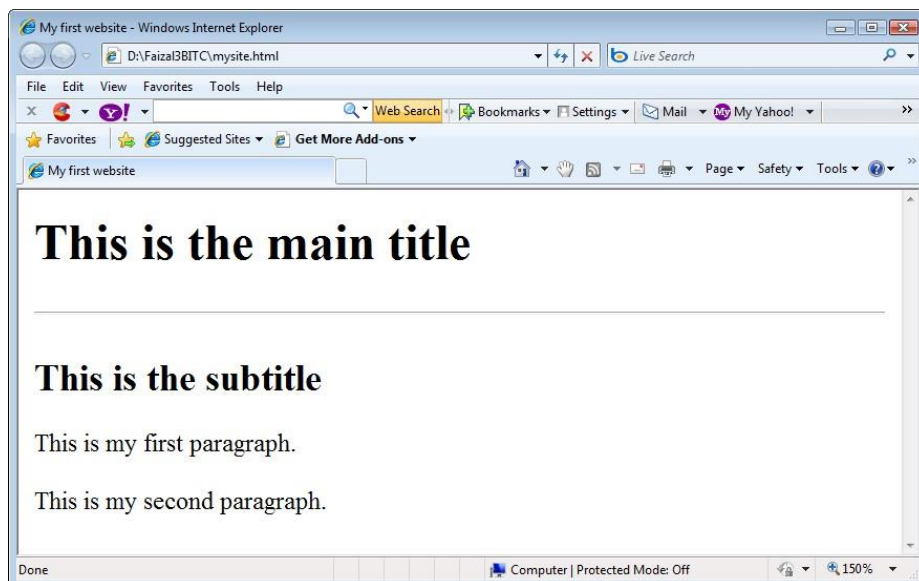 My first website - Windows Internet Explorer
D:\Faizal3BITC\mysite.html Live Search
File Edit View Favorites Tools Help
x Y! Web Search Bookmarks Settings Mail My My Yahoo! »
Favorites Suggested Sites Get More Add-ons
My first website Page Safety Tools »
This is the main title
This is the subtitle
This is my first paragraph.
This is my second paragraph.
Done Computer | Protected Mode: Off 150%